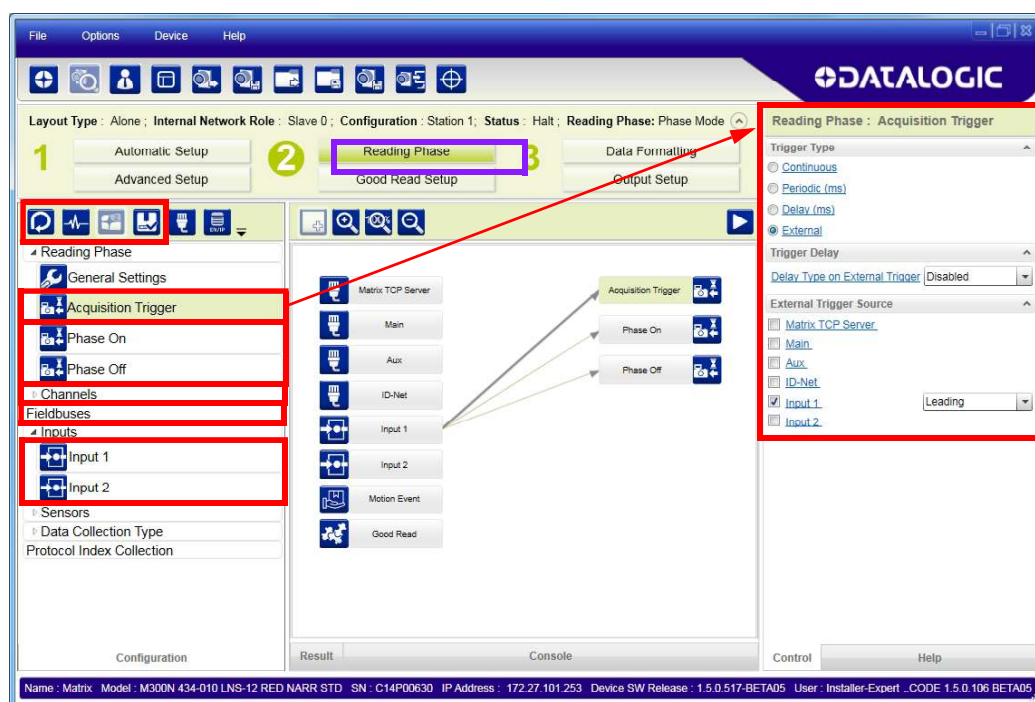 File Options Device Help
DATALOGIC
Layout Type : Alone ; Internal Network Role : Slave 0 ; Configuration : Station 1; Status : Halt ; Reading Phase: Phase Mode
1 Automatic Setup 2 Reading Phase 3 Data Formatting
Advanced Setup Good Read Setup Output Setup
100%
EN/IP
Reading Phase
General Settings
Acquisition Trigger
Phase On
Phase Off
Channels
Fieldbuses
Inputs
Input 1
Input 2
Sensors
Data Collection Type
Protocol Index Collection
Configuration
Matrix TCP Server
Main
Aux
ID-Net
Input 1
Input 2
Motion Event
Good Read
Acquisition Trigger
Phase On
Phase Off
Result Console
Reading Phase : Acquisition Trigger
Trigger Type
Continuous
Periodic (ms)
Delay (ms)
External
Trigger Delay
Delay Type on External Trigger Disabled
External Trigger Source
Matrix TCP Server
Main
Aux
ID-Net
Input 1 Leading
Input 2
Control Help
Name : Matrix Model : M300N 434-010 LNS-12 RED NARR STD SN : C14P00630 IP Address : 172.27.101.253 Device SW Release : 1.5.0.517-BETA05 User : Installer-Expert _CODE 1.5.0.106 BETA05